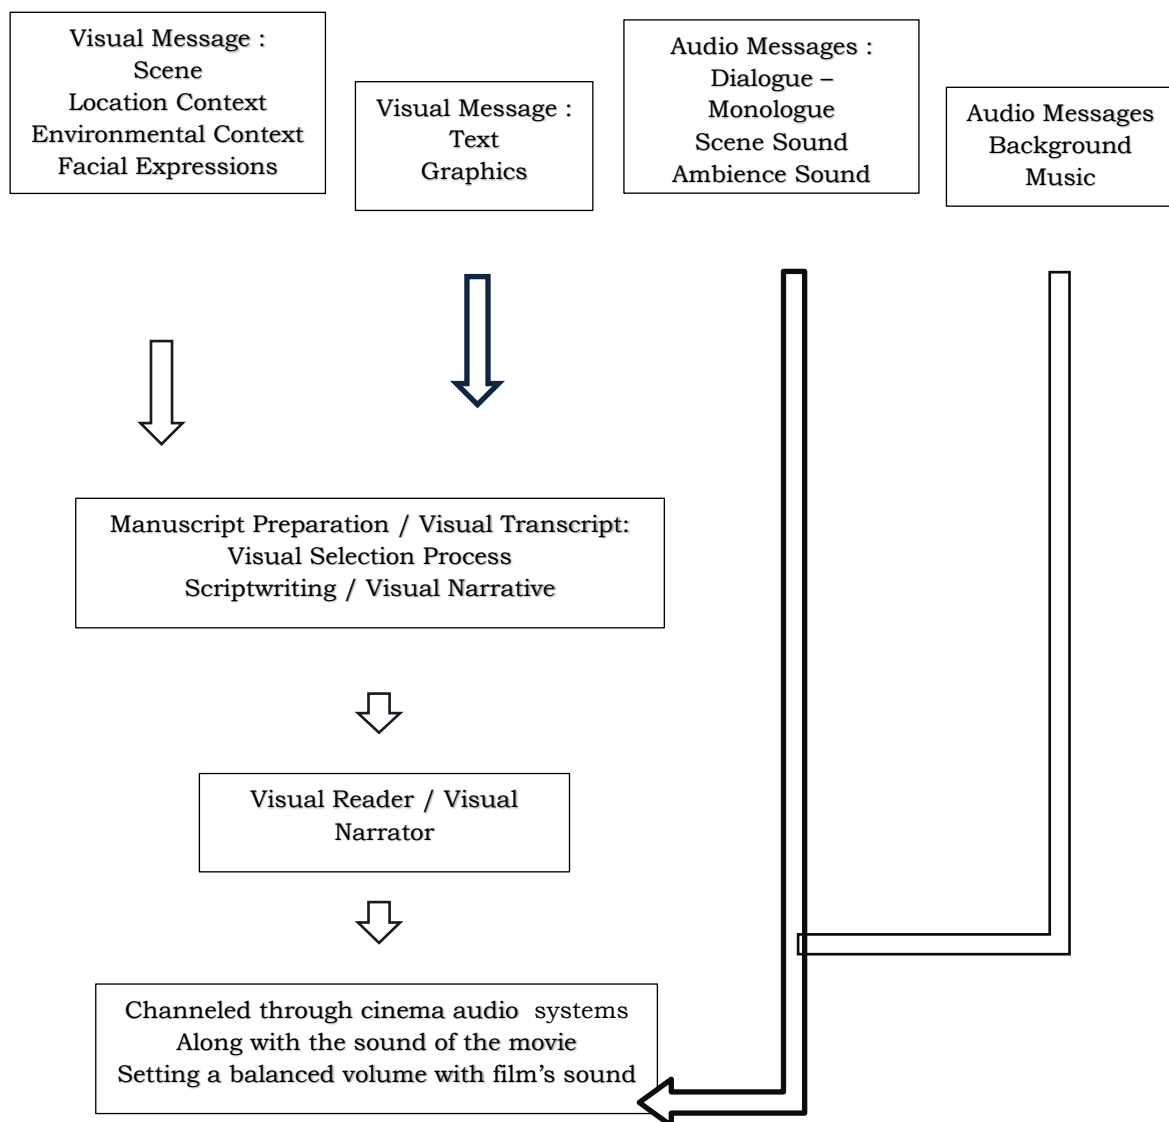 Visual Message :
Scene
Location Context
Environmental Context
Facial Expressions
Visual Message :
Text
Graphics
Audio Messages :
Dialogue –
Monologue
Scene Sound
Ambience Sound
Audio Messages
Background
Music
Manuscript Preparation / Visual Transcript:
Visual Selection Process
Scriptwriting / Visual Narrative
Visual Reader / Visual
Narrator
Channeled through cinema audio systems
Along with the sound of the movie
Setting a balanced volume with film’s sound